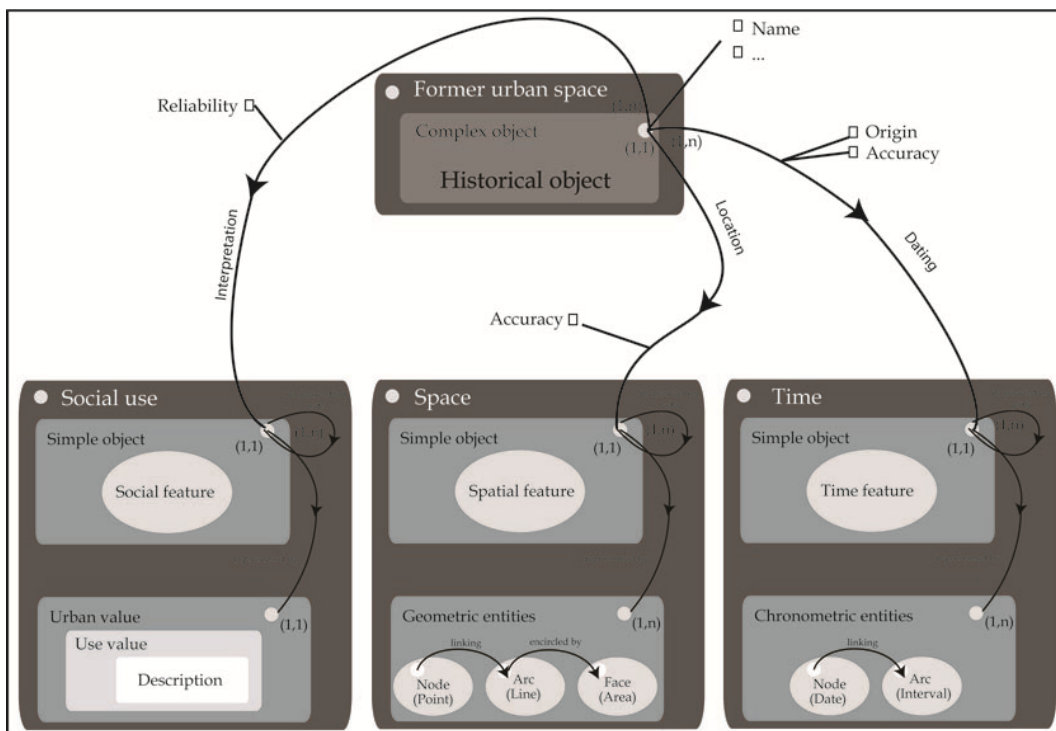 Name
...
Reliability
Former urban space
Complex object
(1,1)
Historical object
Origin
Accuracy
Interpretation
Location
Dating
Accuracy
Social use
Simple object
(1,1)
Social feature
Urban value
(1,1)
Use value
Description
Space
Simple object
(1,1)
Spatial feature
Geometric entities
(1,n)
linking
encircled by
Node
(Point)
Arc
(Line)
Face
(Area)
Time
Simple object
(1,1)
Time feature
Chronometric entities
(1,n)
linking
Node
(Date)
Arc
(Interval)